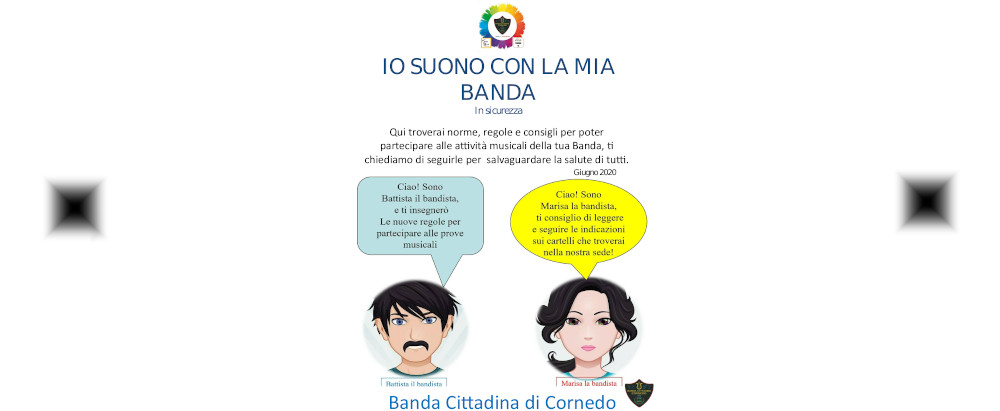 IO SUONO CON LA MIA
BANDA
In sicurezza
Qui troverai norme, regole e consigli per poter
partecipare alle attività musicali della tua Banda, ti
chiediamo di seguirle per salvaguardare la salute di tutti.
Giugno 2020
Ciao! Sono
Battista il bandista,
e ti insegnerò
Le nuove regole per
partecipare alle prove
musicali
Ciao! Sono
Marisa la bandista,
ti consiglio di leggere
e seguire le indicazioni
sui cartelli che troverai
nella nostra sede!
Battista il bandista
Marisa la bandista
Banda Cittadina di Cornedo